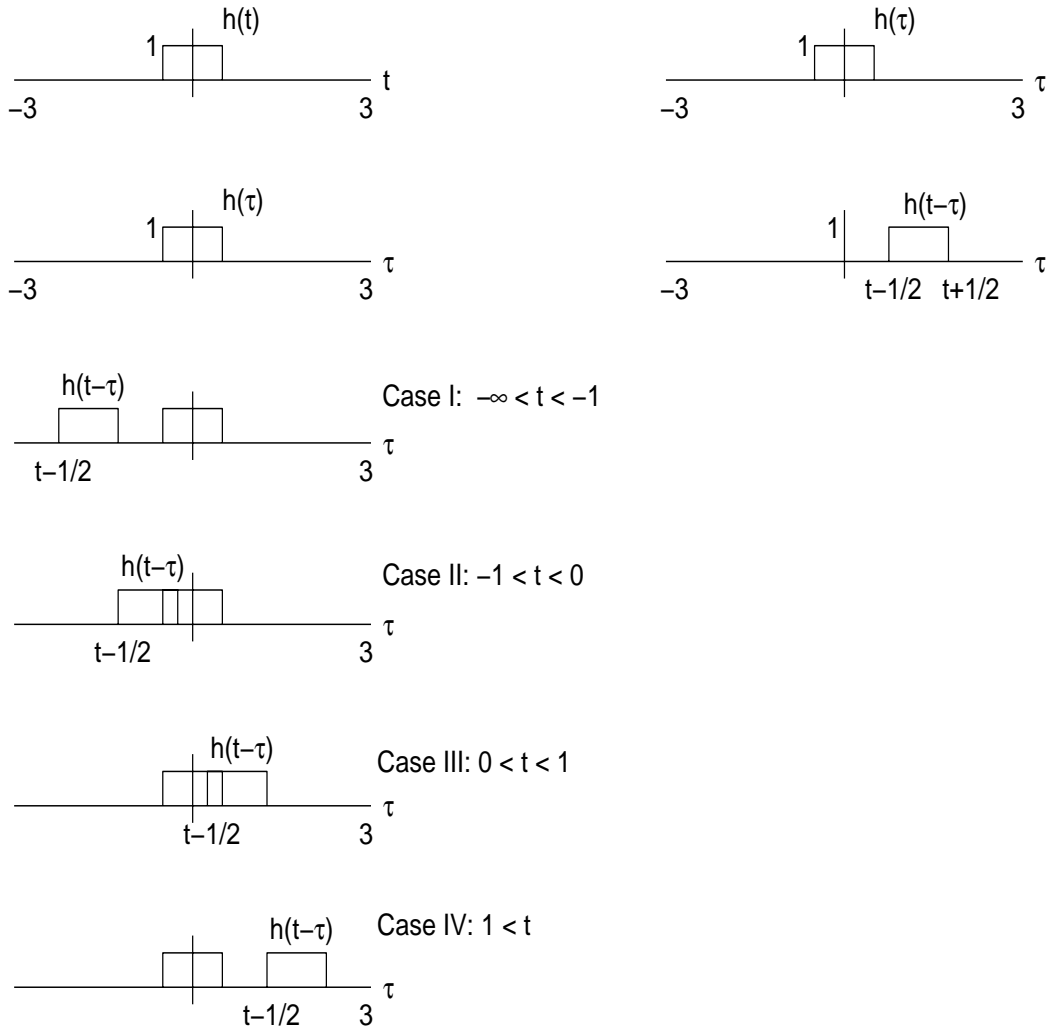 h(t)
1
t
−3
3
h(τ)
1
τ
−3
3
h(τ)
1
τ
−3
3
h(t−τ)
1
τ
−3
t−1/2
t+1/2
h(t−τ)
Case I: −∞ < t < −1
τ
t−1/2
3
h(t−τ)
Case II: −1 < t < 0
τ
t−1/2
3
h(t−τ)
Case III: 0 < t < 1
τ
t−1/2
3
h(t−τ)
Case IV: 1 < t
τ
t−1/2
3